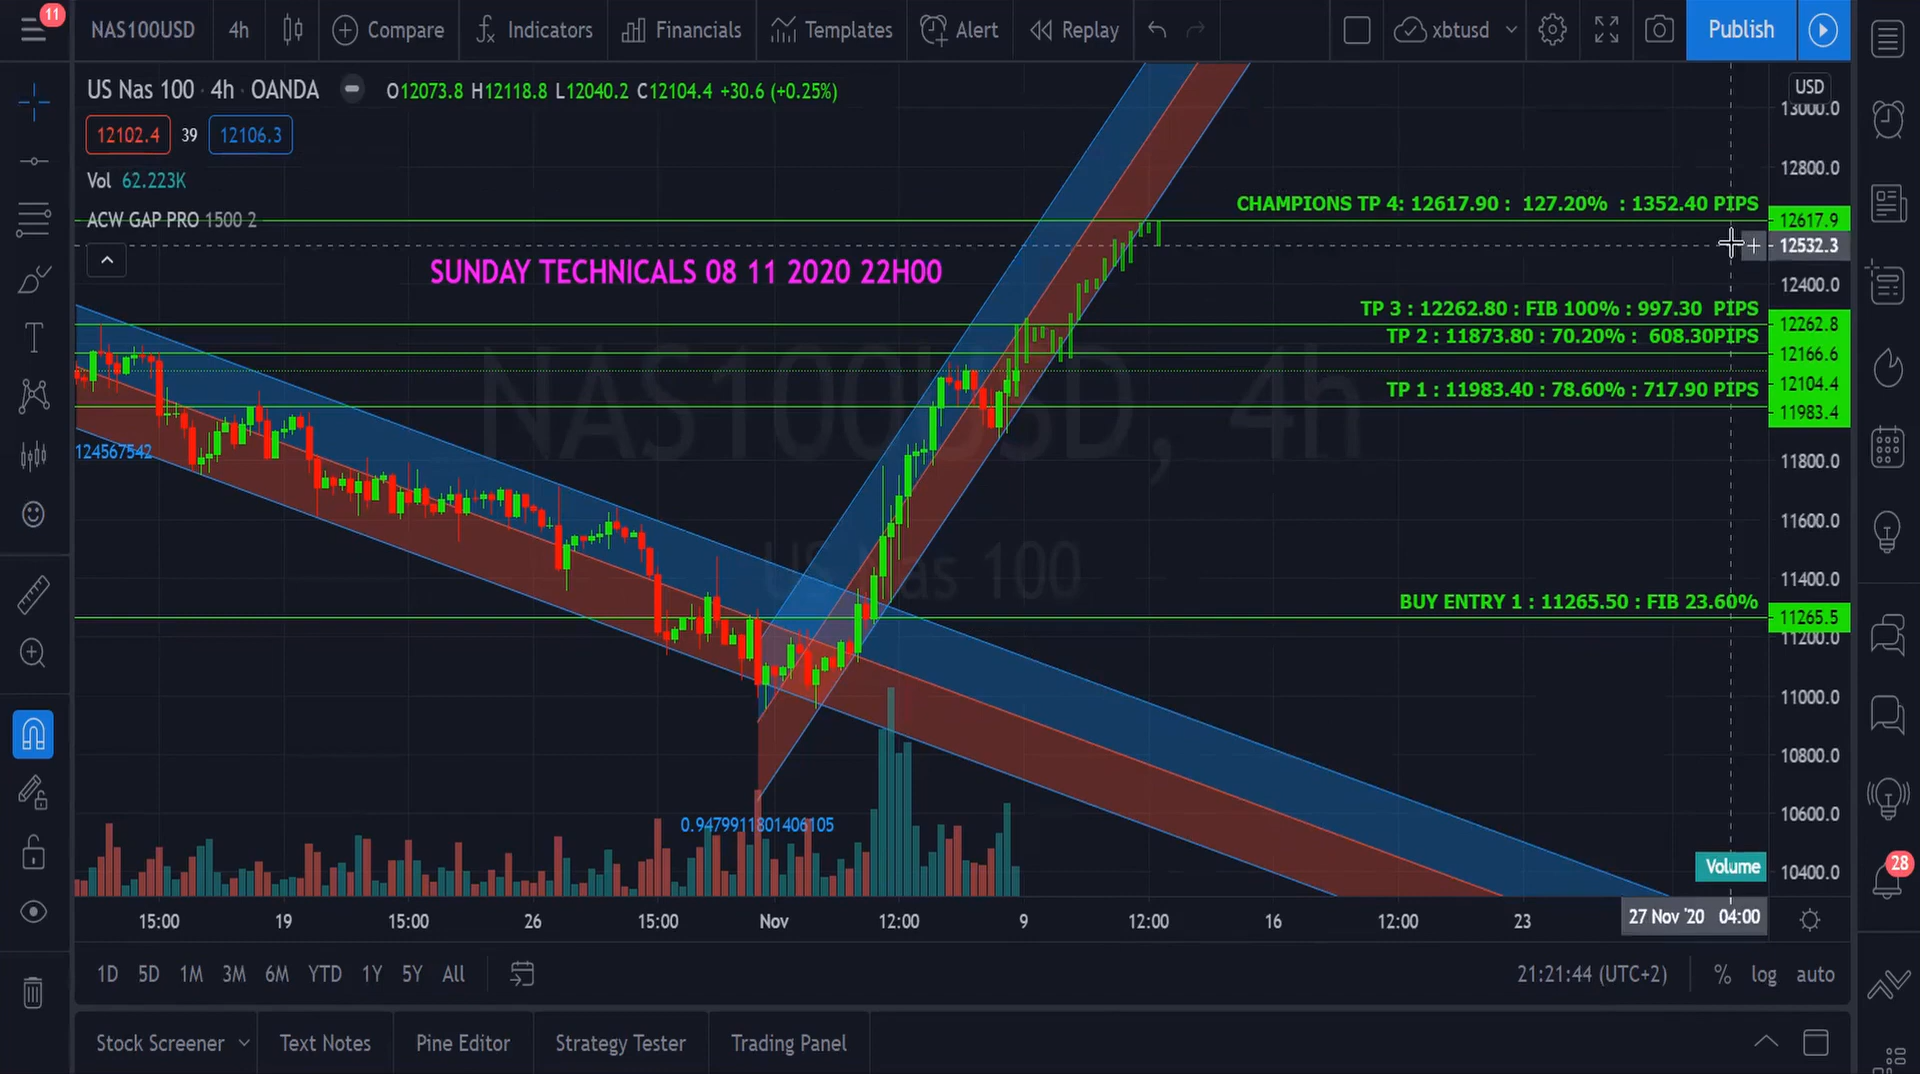 11
NAS100USD 4h Compare Indicators Financials Templates Alert Replay xbtusd Publish
US Nas 100 · 4h · OANDA O12073.8 H12118.8 L12040.2 C12104.4 +30.6 (+0.25%)
USD
13000.0
12102.4 39 12106.3
12800.0
Vol 62.223K
CHAMPIONS TP 4: 12617.90 : 127.20% : 1352.40 PIPS
ACW GAP PRO 1500 2
12617.9
12532.3
SUNDAY TECHNICALS 08 11 2020 22H00
12400.0
TP 3 : 12262.80 : FIB 100% : 997.30 PIPS
12262.8
TP 2 : 11873.80 : 70.20% : 608.30PIPS
12166.6
12104.4
TP 1 : 11983.40 : 78.60% : 717.90 PIPS
11983.4
NAS100USD, 4h
124567542
11800.0
11600.0
US Nas 100
11400.0
BUY ENTRY 1 : 11265.50 : FIB 23.60%
11265.5
11200.0
11000.0
10800.0
10600.0
0.9479911801406105
Volume
28
10400.0
15:00 19 15:00 26 15:00 Nov 12:00 9 12:00 16 12:00 23 27 Nov '20 04:00
1D 5D 1M 3M 6M YTD 1Y 5Y All 21:21:44 (UTC+2) % log auto
Stock Screener Text Notes Pine Editor Strategy Tester Trading Panel